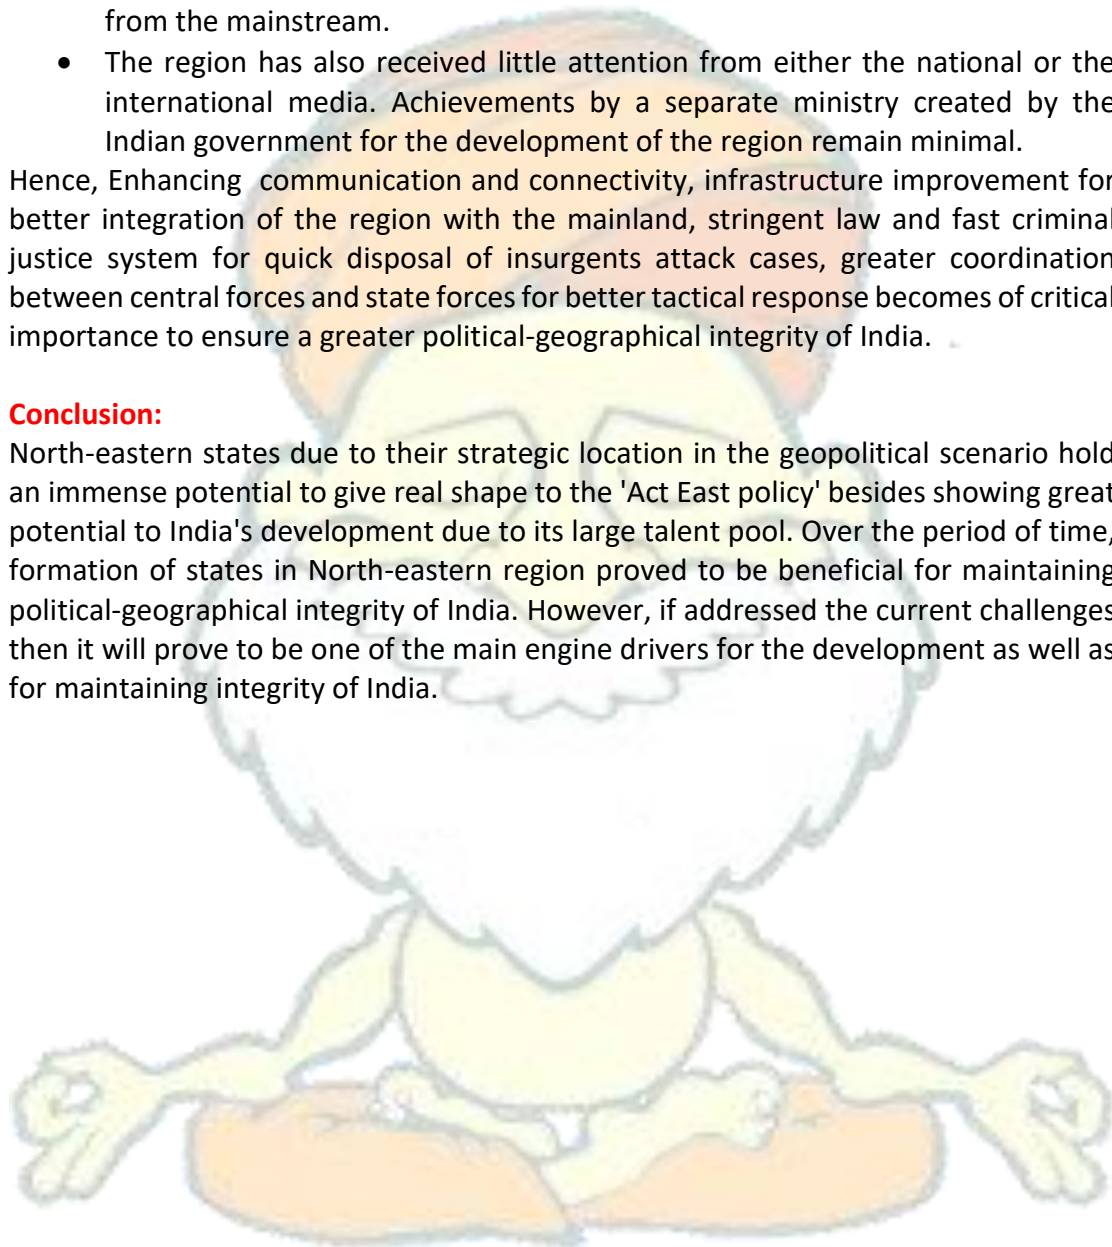 from the mainstream.
• The region has also received little attention from either the national or the
international media. Achievements by a separate ministry created by the
Indian government for the development of the region remain minimal.
Hence, Enhancing communication and connectivity, infrastructure improvement for
better integration of the region with the mainland, stringent law and fast criminal
justice system for quick disposal of insurgents attack cases, greater coordination
between central forces and state forces for better tactical response becomes of critical
importance to ensure a greater political-geographical integrity of India.
Conclusion:
North-eastern states due to their strategic location in the geopolitical scenario hold
an immense potential to give real shape to the 'Act East policy' besides showing great
potential to India's development due to its large talent pool. Over the period of time,
formation of states in North-eastern region proved to be beneficial for maintaining
political-geographical integrity of India. However, if addressed the current challenges
then it will prove to be one of the main engine drivers for the development as well as
for maintaining integrity of India.